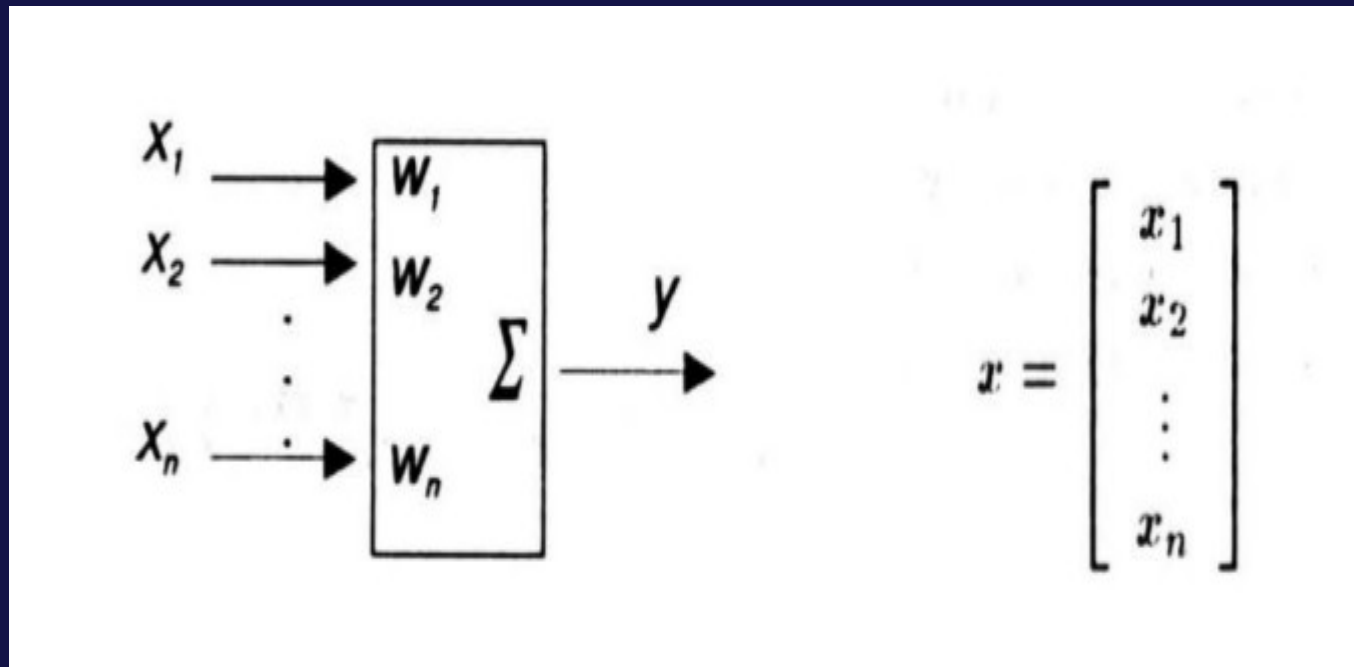 X₁
W₁
X₂
W₂
.
.
.
Σ
y
Xₙ
Wₙ
x = [ x₁
x₂
⋮
xₙ ]